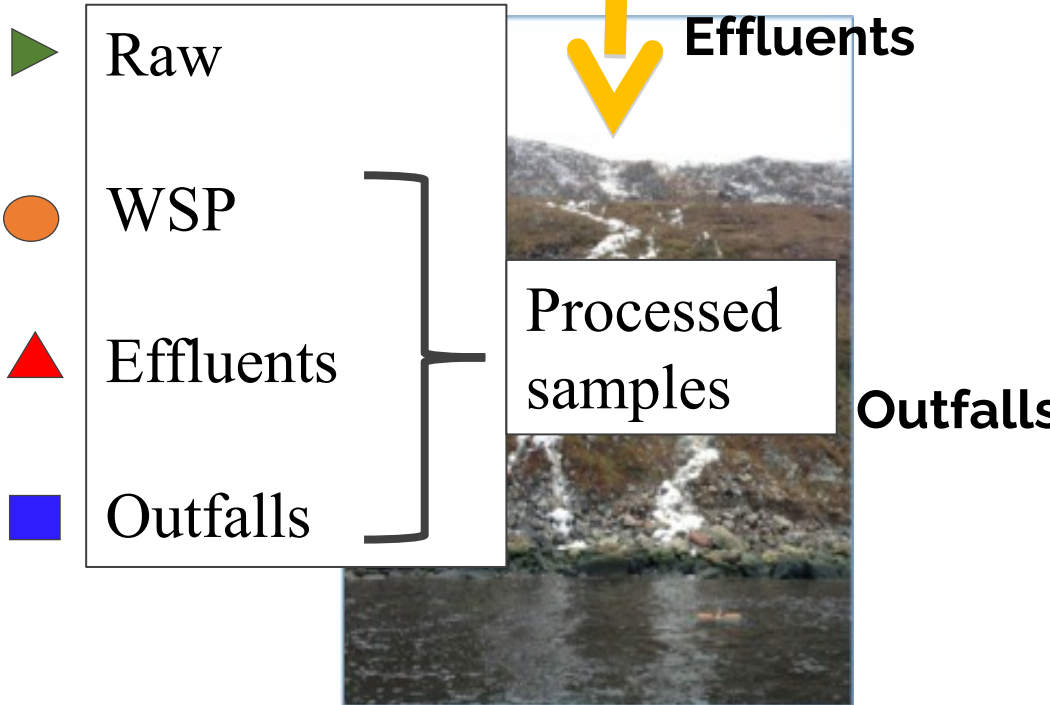 Effluents
Raw
WSP
Effluents
Outfalls
Processed
samples
Outfalls